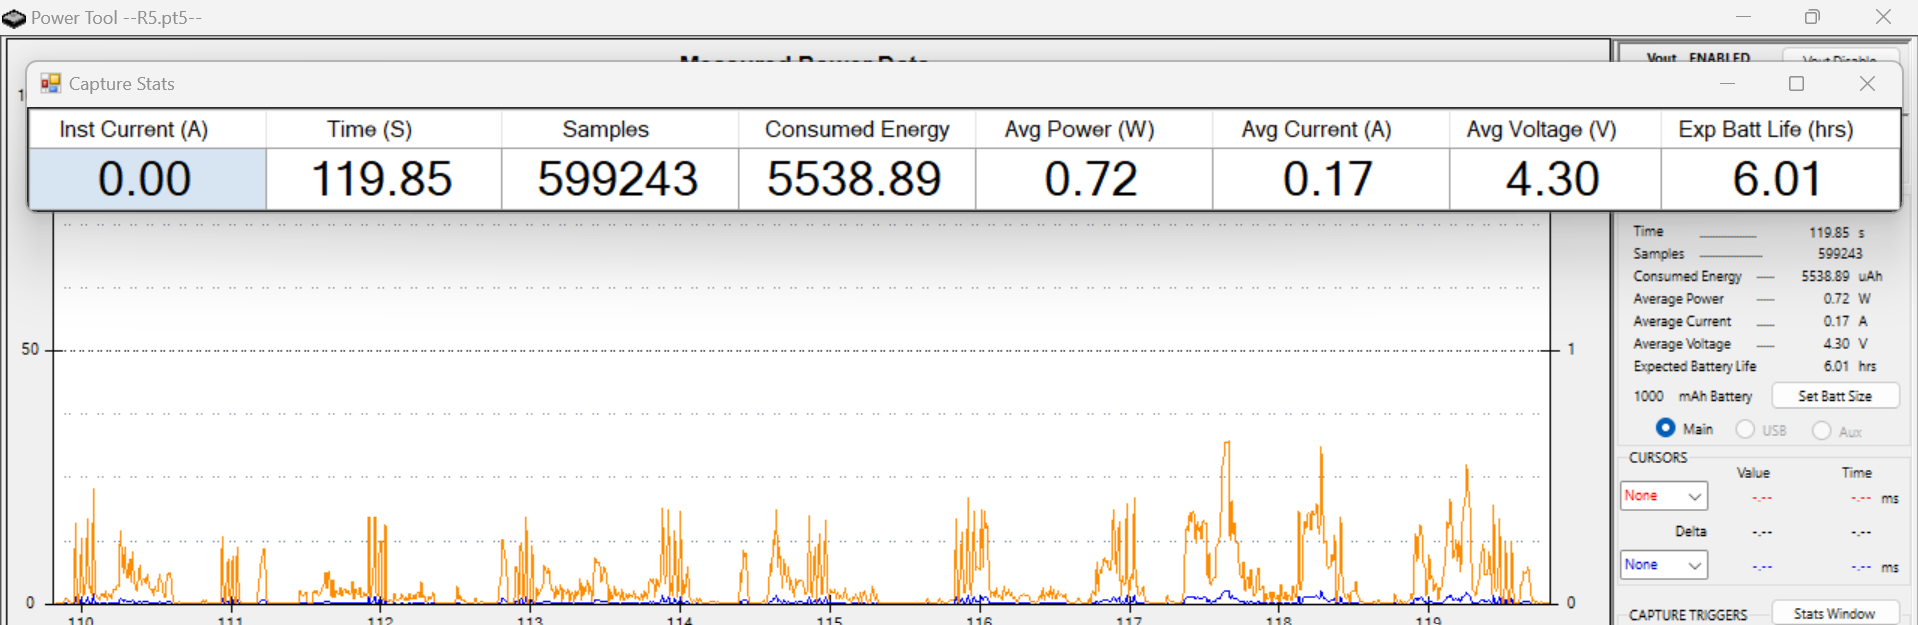 Power Tool --R5.pt5--
Measured Power Data
Vout ENABLED
Vout Disable
Capture Stats
Inst Current (A) Time (S) Samples Consumed Energy Avg Power (W) Avg Current (A) Avg Voltage (V) Exp Batt Life (hrs)
0.00 119.85 599243 5538.89 0.72 0.17 4.30 6.01
Time 119.85 s
Samples 599243
Consumed Energy 5538.89 uAh
Average Power 0.72 W
Average Current 0.17 A
Average Voltage 4.30 V
Expected Battery Life 6.01 hrs
1000 mAh Battery Set Batt Size
Main USB Aux
CURSORS
Value Time
None -.-- -.-- ms
Delta -.-- -.--
None -.-- -.-- ms
CAPTURE TRIGGERS Stats Window
50 1
0 0
110 111 112 113 114 115 116 117 118 119